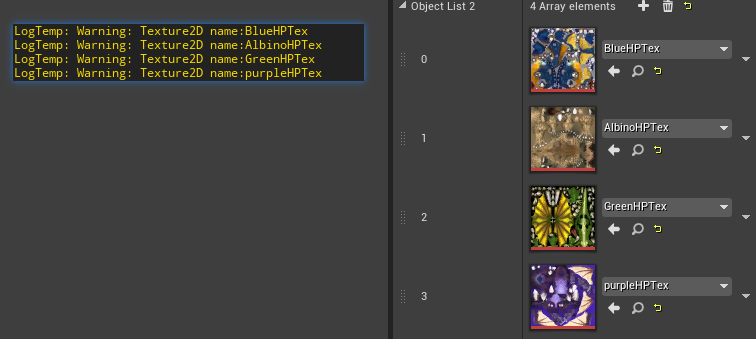 LogTemp: Warning: Texture2D name:BlueHPTex
LogTemp: Warning: Texture2D name:AlbinoHPTex
LogTemp: Warning: Texture2D name:GreenHPTex
LogTemp: Warning: Texture2D name:purpleHPTex
Object List 2 4 Array elements
0 BlueHPTex
1 AlbinoHPTex
2 GreenHPTex
3 purpleHPTex